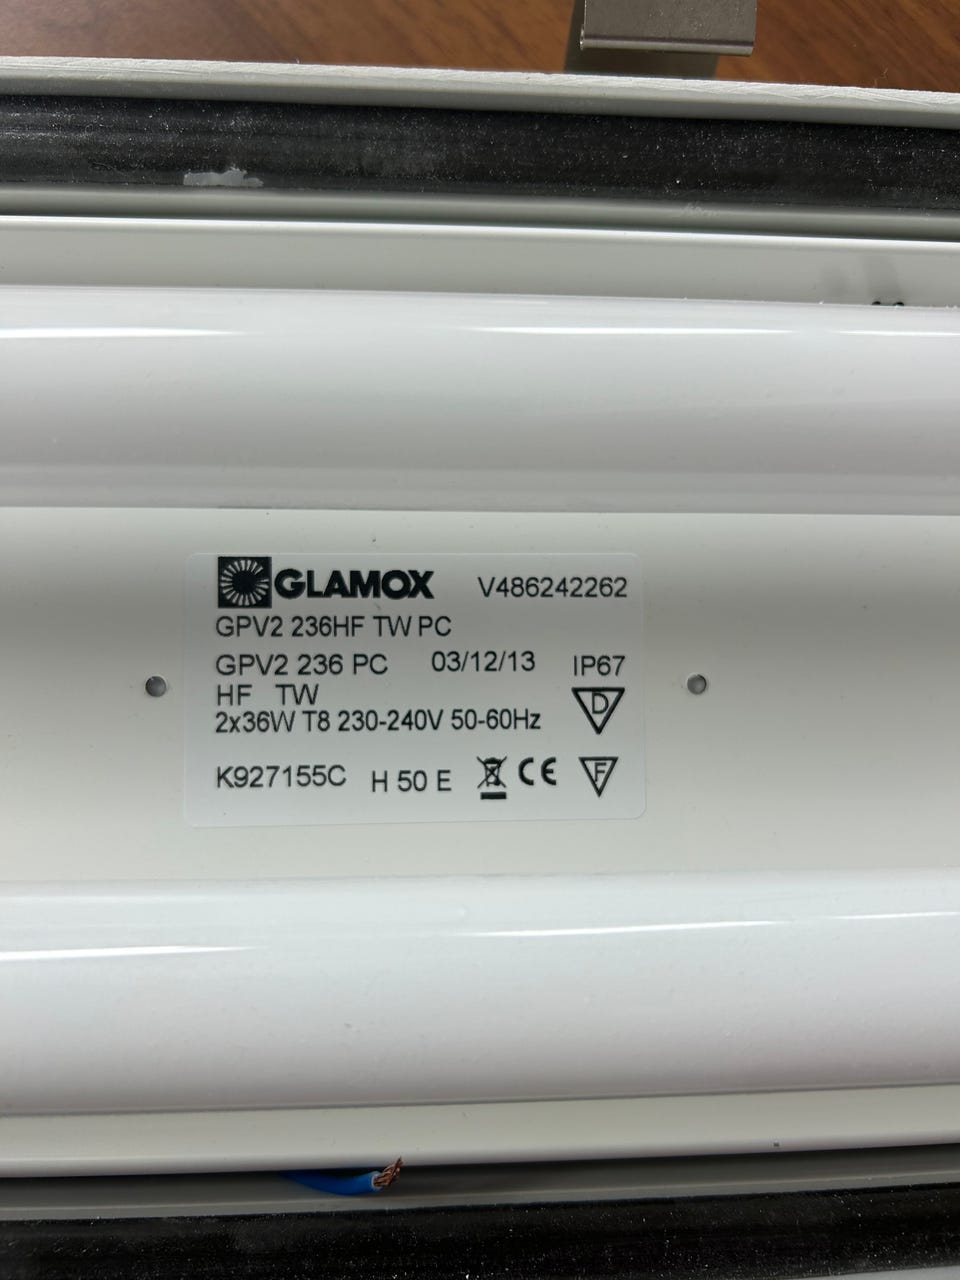 GLAMOX V486242262
GPV2 236HF TW PC
GPV2 236 PC 03/12/13 IP67
HF TW D
2x36W T8 230-240V 50-60Hz
K927155C H 50 E CE F